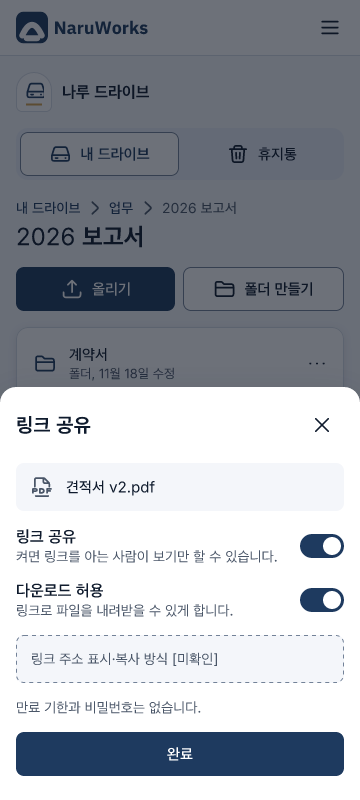 NaruWorks
나루 드라이브
내 드라이브
휴지통
내 드라이브 > 업무 > 2026 보고서
2026 보고서
올리기
폴더 만들기
계약서
폴더, 11월 18일 수정
링크 공유
PDF 견적서 v2.pdf
링크 공유
켜면 링크를 아는 사람이 보기만 할 수 있습니다.
다운로드 허용
링크로 파일을 내려받을 수 있게 합니다.
링크 주소 표시·복사 방식 [미확인]
만료 기한과 비밀번호는 없습니다.
완료